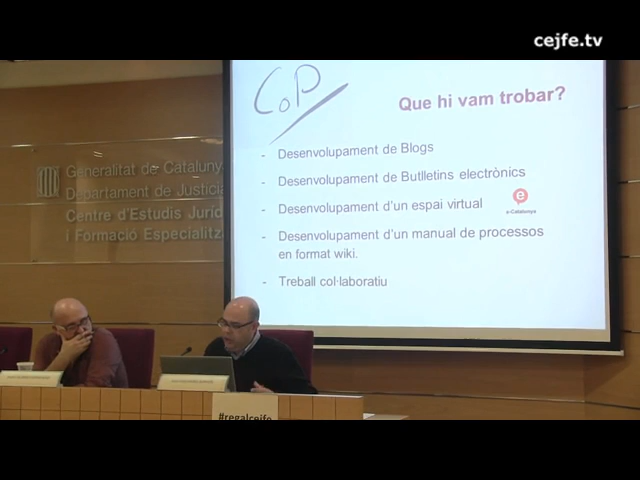 cejfe.tv
CoP
Que hi vam trobar?
- Desenvolupament de Blogs
- Desenvolupament de Butlletins electrònics
- Desenvolupament d'un espai virtual
e
e-Catalunya
- Desenvolupament d'un manual de processos
en format wiki.
- Treball col·laboratiu
Generalitat de Catalunya
Departament de Justícia
Centre d'Estudis Juríd
i Formació Especialitz
#regalcejfe